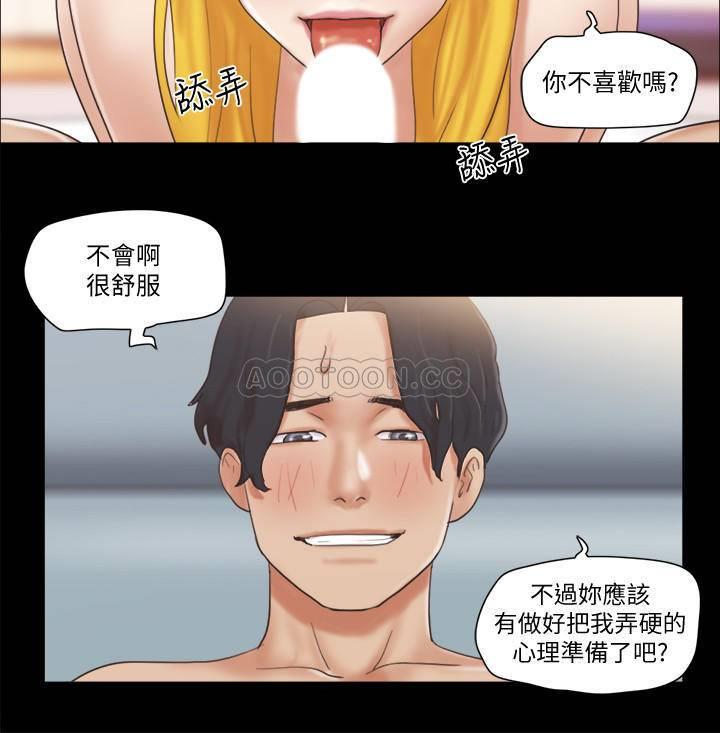 你不喜歡嗎?
舔弄
舔弄
不會啊
很舒服
AOOTOON.CC
不過妳應該
有做好把我弄硬的
心理準備了吧?